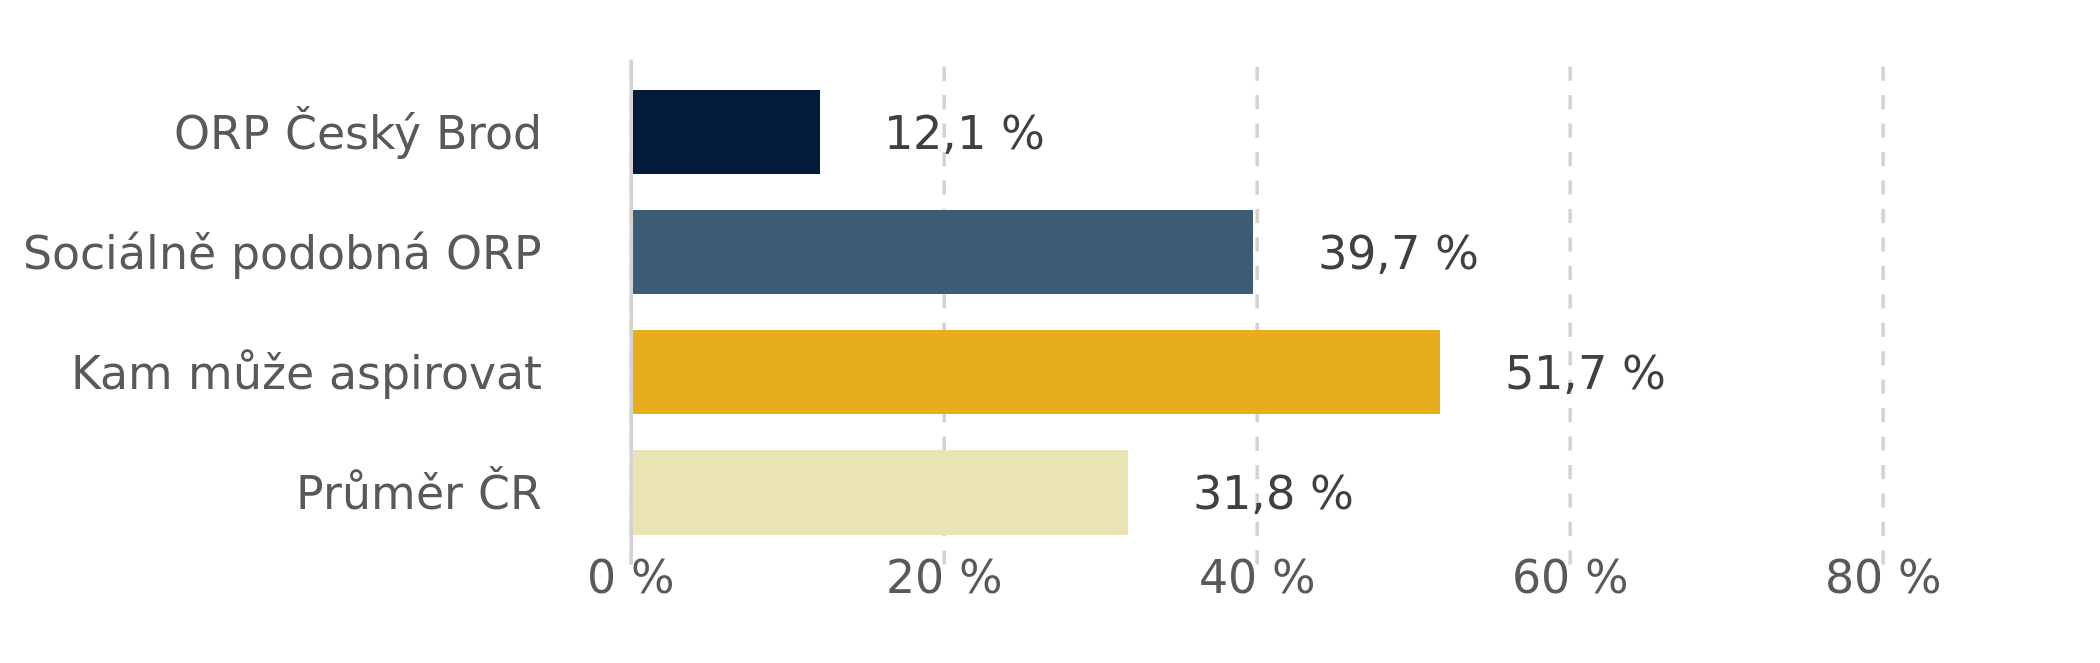 ORP Český Brod
12,1 %
Sociálně podobná ORP
39,7 %
Kam může aspirovat
51,7 %
Průměr ČR
31,8 %
0 % 20 % 40 % 60 % 80 %